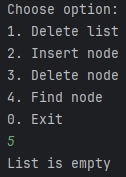 Choose option:
1. Delete list
2. Insert node
3. Delete node
4. Find node
0. Exit
5
List is empty